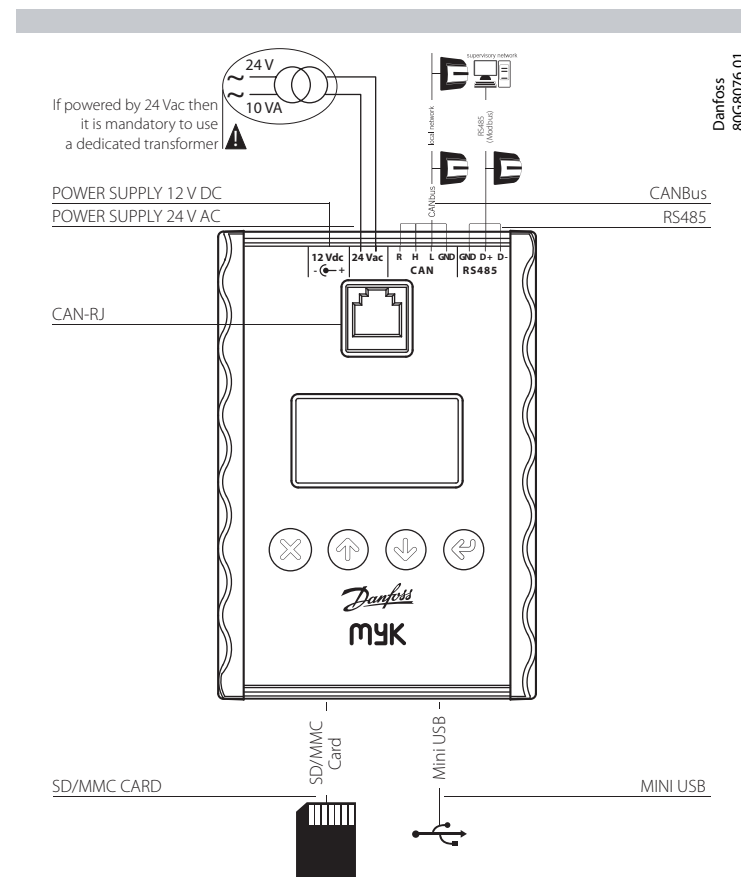 24 V
10 VA
If powered by 24 Vac then
it is mandatory to use
a dedicated transformer
supervisory network
local network
RS485
(Modbus)
CANbus
Danfoss
80G8076.01
POWER SUPPLY 12 V DC
POWER SUPPLY 24 V AC
CANBus
RS485
12 Vdc
- +
24 Vac
R H L GND
CAN
GND D+ D-
RS485
CAN-RJ
Danfoss
MYK
SD/MMC
Card
Mini USB
SD/MMC CARD
MINI USB